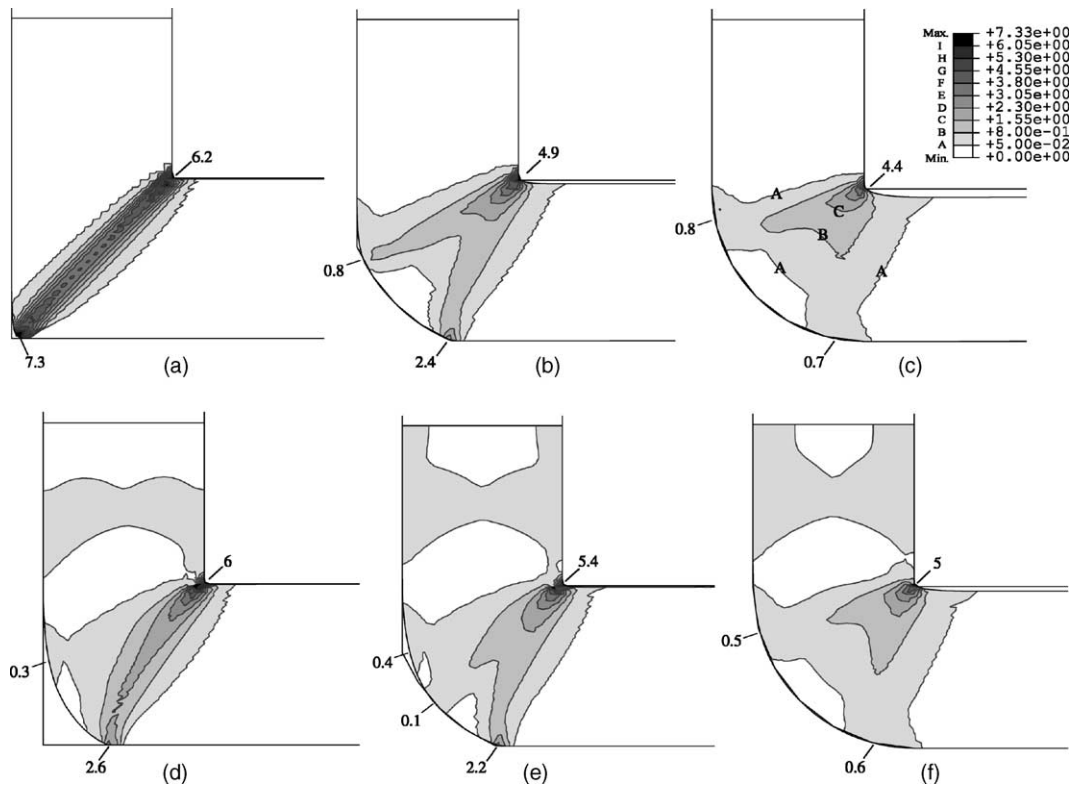 6.2
7.3
(a)
4.9
0.8
2.4
(b)
Max. +7.33e+00
I +6.05e+00
H +5.30e+00
G +4.55e+00
F +3.80e+00
E +3.05e+00
D +2.30e+00
C +1.55e+00
B +8.00e-01
A +5.00e-02
Min. +0.00e+00
4.4
A
C
0.8
B
A
A
0.7
(c)
6
0.3
2.6
(d)
5.4
0.4
0.1
2.2
(e)
5
0.5
0.6
(f)